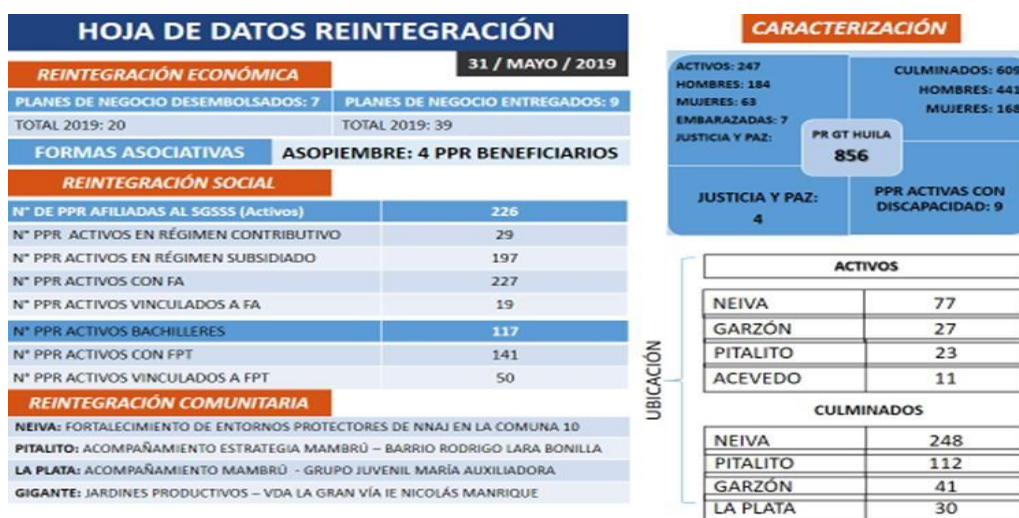 HOJA DE DATOS REINTEGRACIÓN
31 / MAYO / 2019
REINTEGRACIÓN ECONÓMICA
PLANES DE NEGOCIO DESEMBOLSADOS: 7 PLANES DE NEGOCIO ENTREGADOS: 9
TOTAL 2019: 20 TOTAL 2019: 39
FORMAS ASOCIATIVAS ASOPIEMBRE: 4 PPR BENEFICIARIOS
REINTEGRACIÓN SOCIAL
N° DE PPR AFILIADAS AL SGSSS (Activos) 226
N° PPR ACTIVOS EN RÉGIMEN CONTRIBUTIVO 29
N° PPR ACTIVOS EN RÉGIMEN SUBSIDIADO 197
N° PPR ACTIVOS CON FA 227
N° PPR ACTIVOS VINCULADOS A FA 19
N° PPR ACTIVOS BACHILLERES 117
N° PPR ACTIVOS CON FPT 141
N° PPR ACTIVOS VINCULADOS A FPT 50
REINTEGRACIÓN COMUNITARIA
NEIVA: FORTALECIMIENTO DE ENTORNOS PROTECTORES DE NNAJ EN LA COMUNA 10
PITALITO: ACOMPAÑAMIENTO ESTRATEGIA MAMBRÚ – BARRIO RODRIGO LARA BONILLA
LA PLATA: ACOMPAÑAMIENTO MAMBRÚ - GRUPO JUVENIL MARÍA AUXILIADORA
GIGANTE: JARDINES PRODUCTIVOS – VDA LA GRAN VÍA IE NICOLÁS MANRIQUE
CARACTERIZACIÓN
ACTIVOS: 247
HOMBRES: 184
MUJERES: 63
EMBARAZADAS: 7
JUSTICIA Y PAZ:
CULMINADOS: 609
HOMBRES: 441
MUJERES: 168
PR GT HUILA
856
JUSTICIA Y PAZ:
4
PPR ACTIVAS CON
DISCAPACIDAD: 9
UBICACIÓN
ACTIVOS
NEIVA 77
GARZÓN 27
PITALITO 23
ACEVEDO 11
CULMINADOS
NEIVA 248
PITALITO 112
GARZÓN 41
LA PLATA 30